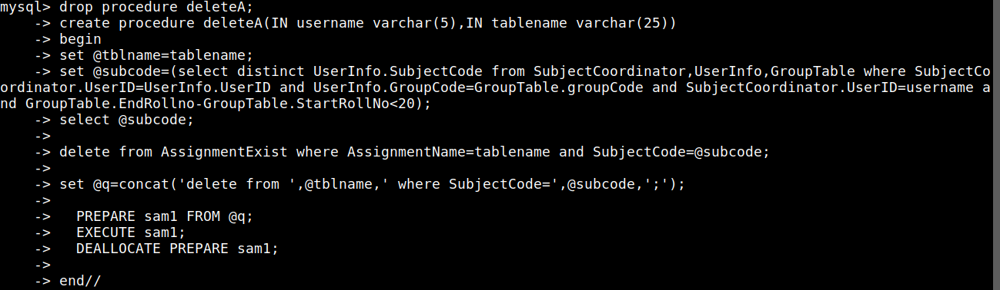 mysql> drop procedure deleteA;
    -> create procedure deleteA(IN username varchar(5),IN tablename varchar(25))
    -> begin
    -> set @tblname=tablename;
    -> set @subcode=(select distinct UserInfo.SubjectCode from SubjectCoordinator,UserInfo,GroupTable where SubjectCo
ordinator.UserID=UserInfo.UserID and UserInfo.GroupCode=GroupTable.groupCode and SubjectCoordinator.UserID=username a
nd GroupTable.EndRollno-GroupTable.StartRollNo<20);
    -> select @subcode;
    ->
    -> delete from AssignmentExist where AssignmentName=tablename and SubjectCode=@subcode;
    ->
    -> set @q=concat('delete from ',@tblname,' where SubjectCode=',@subcode,';');
    ->
    ->   PREPARE sam1 FROM @q;
    ->   EXECUTE sam1;
    ->   DEALLOCATE PREPARE sam1;
    ->
    -> end//